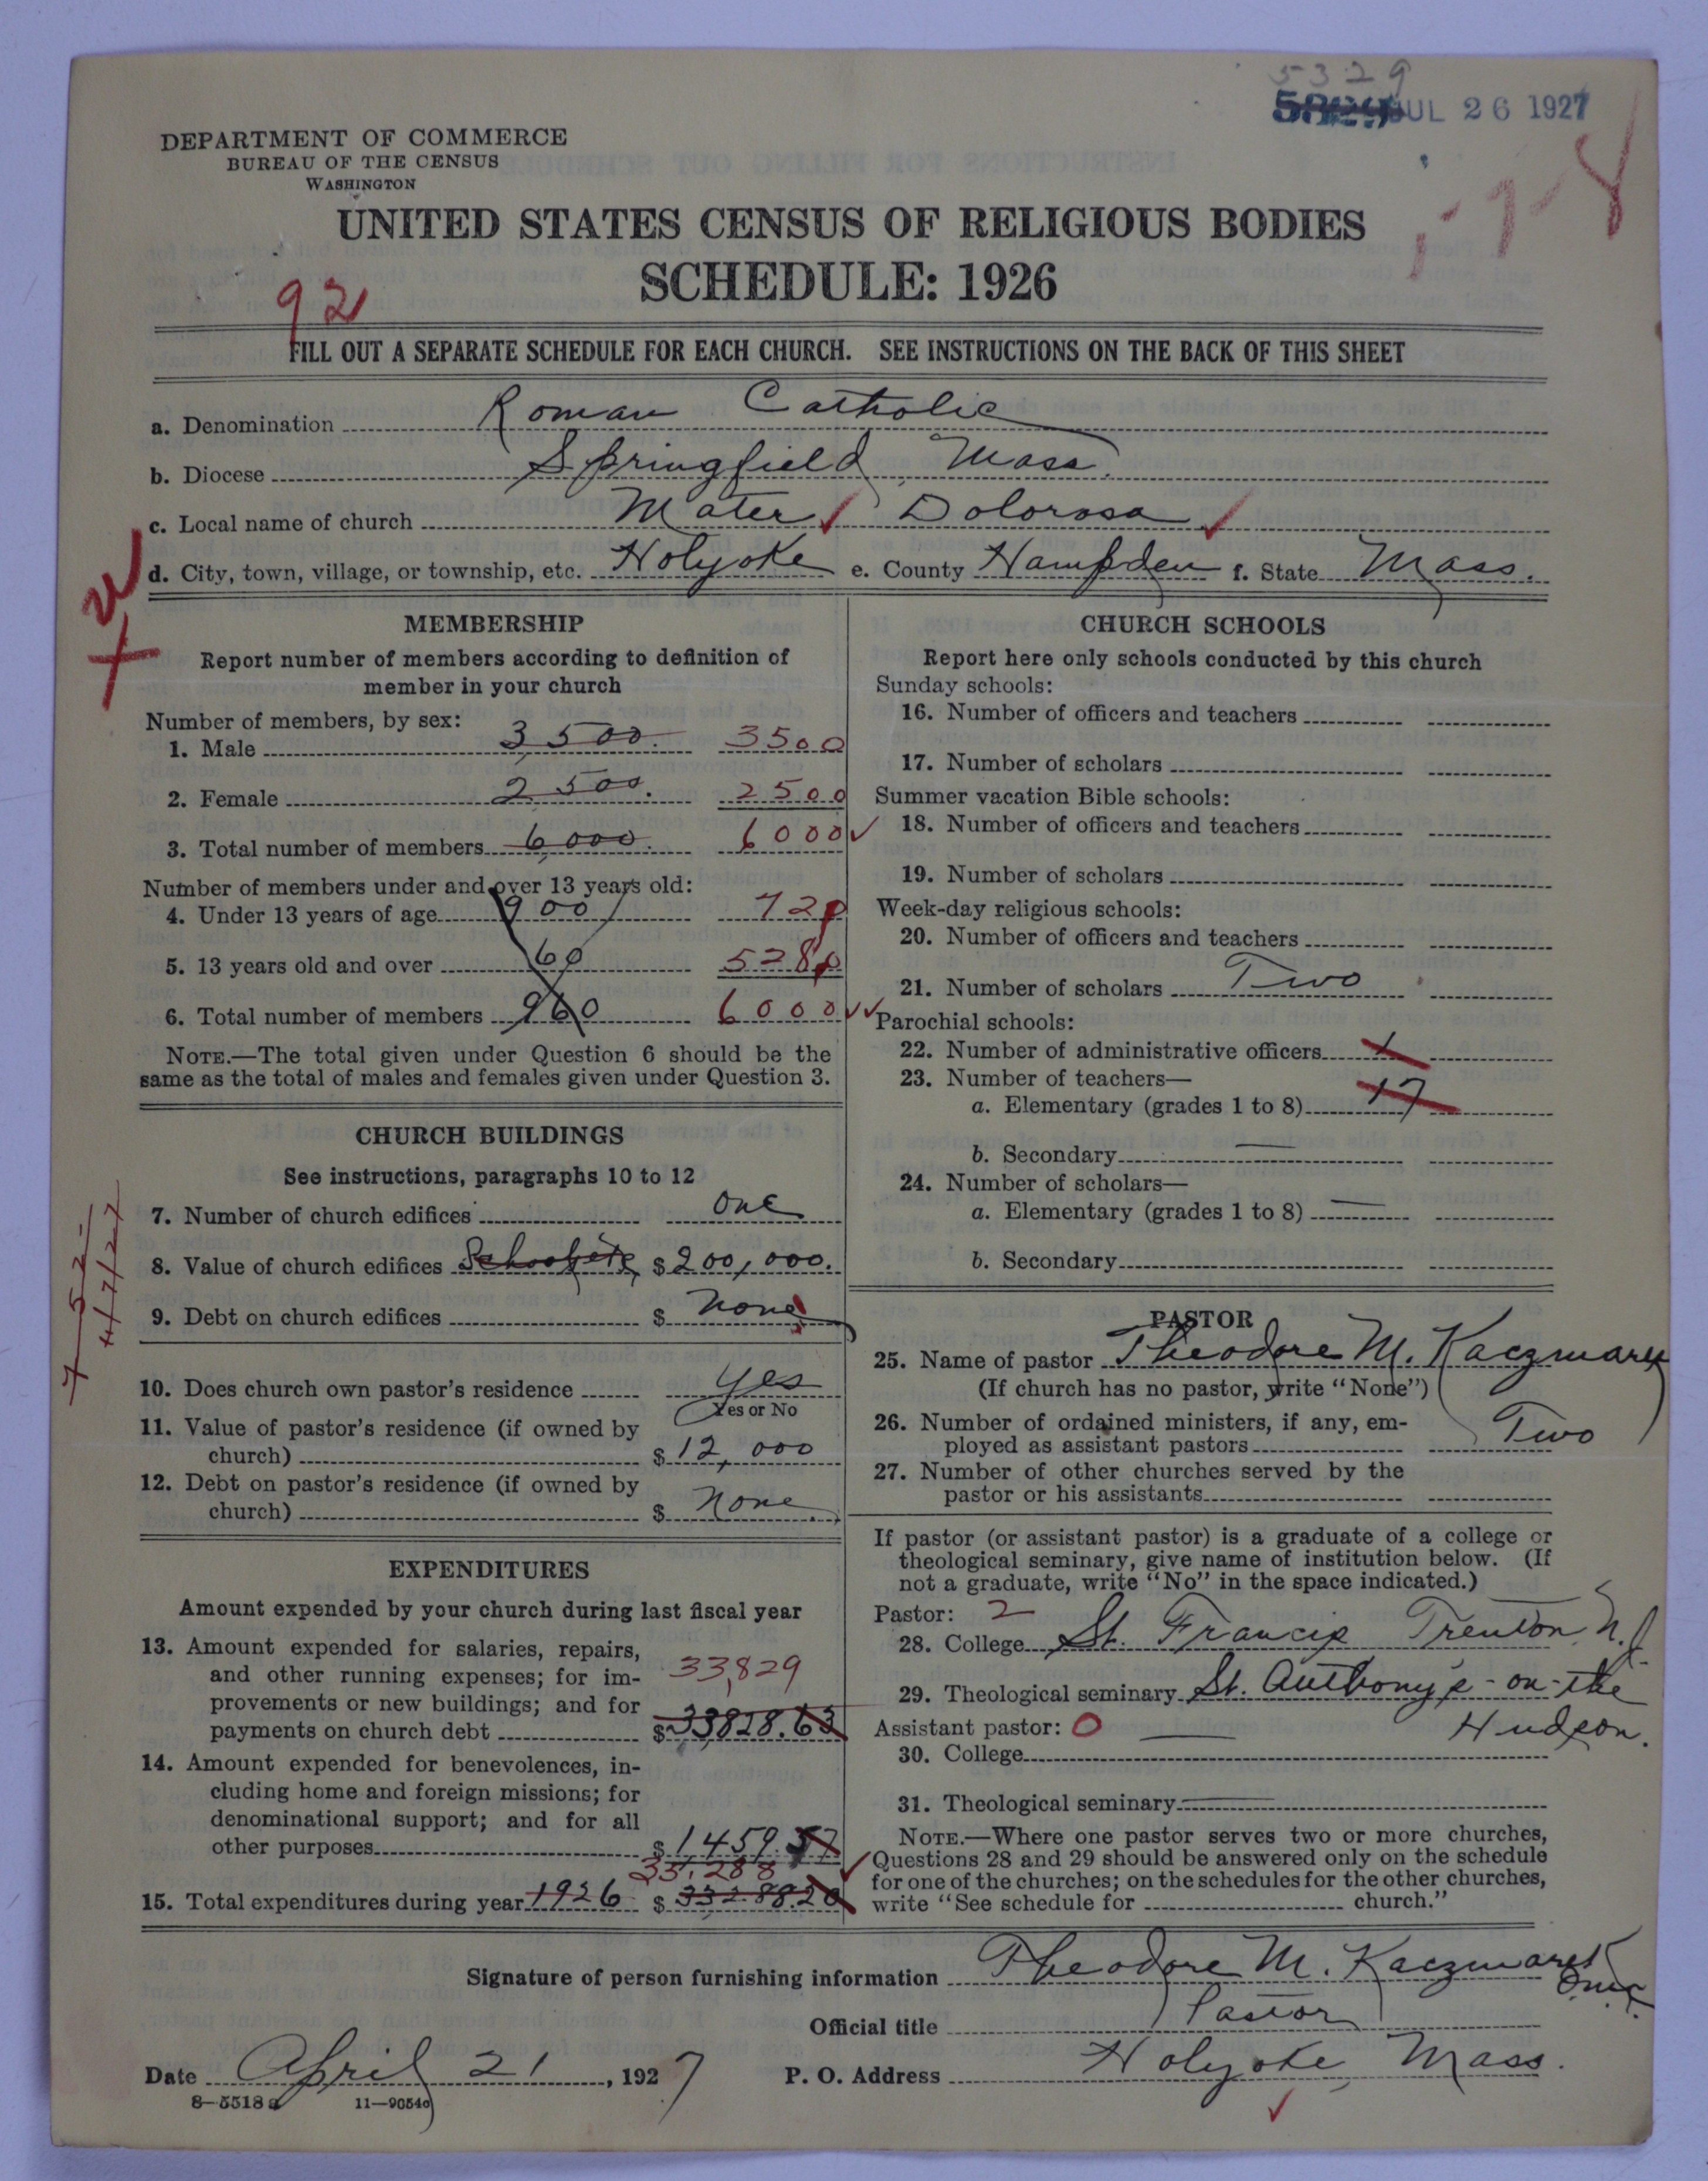 5329
JUL 26 1927
DEPARTMENT OF COMMERCE
BUREAU OF THE CENSUS
WASHINGTON
UNITED STATES CENSUS OF RELIGIOUS BODIES
SCHEDULE: 1926
92
FILL OUT A SEPARATE SCHEDULE FOR EACH CHURCH. SEE INSTRUCTIONS ON THE BACK OF THIS SHEET
a. Denomination Roman Catholic
b. Diocese Springfield Mass.
c. Local name of church Mater Dolorosa
d. City, town, village, or township, etc. Holyoke e. County Hampden f. State Mass.
MEMBERSHIP
Report number of members according to definition of
member in your church
Number of members, by sex:
1. Male 3,500. 3500
2. Female 2500. 2500
3. Total number of members 6,000. 6000
Number of members under and over 13 years old:
4. Under 13 years of age 900 720
5. 13 years old and over 60 5280
6. Total number of members 960 6000
NOTE.—The total given under Question 6 should be the
same as the total of males and females given under Question 3.
CHURCH BUILDINGS
See instructions, paragraphs 10 to 12
7. Number of church edifices one
8. Value of church edifices $200,000.
9. Debt on church edifices $ none
10. Does church own pastor's residence yes
Yes or No
11. Value of pastor's residence (if owned by
church) $12,000
12. Debt on pastor's residence (if owned by
church) $ none
EXPENDITURES
Amount expended by your church during last fiscal year
13. Amount expended for salaries, repairs,
and other running expenses; for im-
provements or new buildings; and for
payments on church debt $33,828.63
33,829
14. Amount expended for benevolences, in-
cluding home and foreign missions; for
denominational support; and for all
other purposes $1,459.57
35,288
15. Total expenditures during year 1926 $33288.20
CHURCH SCHOOLS
Report here only schools conducted by this church
Sunday schools:
16. Number of officers and teachers
17. Number of scholars
Summer vacation Bible schools:
18. Number of officers and teachers
19. Number of scholars
Week-day religious schools:
20. Number of officers and teachers
21. Number of scholars Two
Parochial schools:
22. Number of administrative officers 1
23. Number of teachers—
a. Elementary (grades 1 to 8) 17
b. Secondary
24. Number of scholars—
a. Elementary (grades 1 to 8)
b. Secondary
PASTOR
25. Name of pastor Theodore M. Kaczmarek
(If church has no pastor, write "None")
26. Number of ordained ministers, if any, em-
ployed as assistant pastors Two
27. Number of other churches served by the
pastor or his assistants
If pastor (or assistant pastor) is a graduate of a college or
theological seminary, give name of institution below. (If
not a graduate, write "No" in the space indicated.)
Pastor: 2
28. College St. Francis Trenton, N.J.
29. Theological seminary St. Anthony's-on-the
Hudson.
Assistant pastor: 0
30. College
31. Theological seminary
NOTE.—Where one pastor serves two or more churches,
Questions 28 and 29 should be answered only on the schedule
for one of the churches; on the schedules for the other churches,
write "See schedule for church."
Signature of person furnishing information Theodore M. Kaczmarek
Official title Pastor
Date April 21, 1927 P. O. Address Holyoke, Mass.
8—5518 a 11—9054